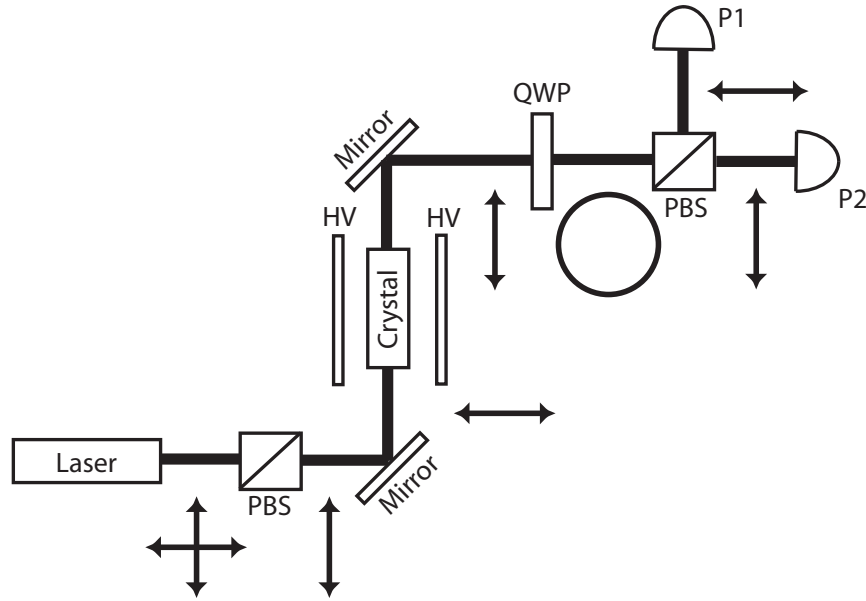 P1
QWP
Mirror
PBS
P2
HV
HV
Crystal
Laser
PBS
Mirror